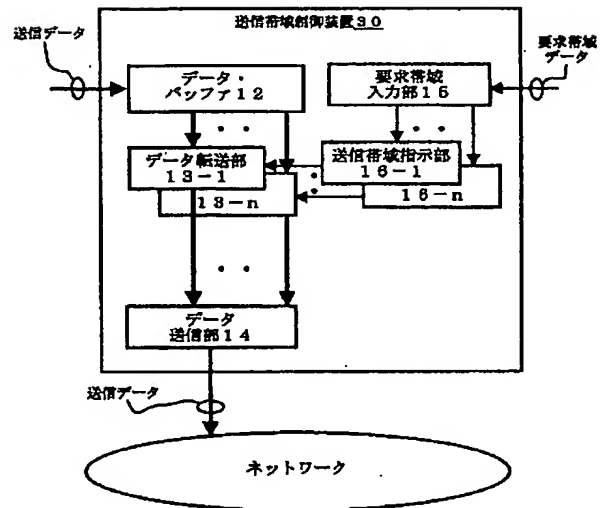 送信帯域制御装置３０
送信データ
要求帯域
データ
データ・
バッファ１２
要求帯域
入力部１５
データ転送部
１３－１
送信帯域指示部
１６－１
１３－ｎ
１６－ｎ
データ
送信部１４
送信データ
ネットワーク